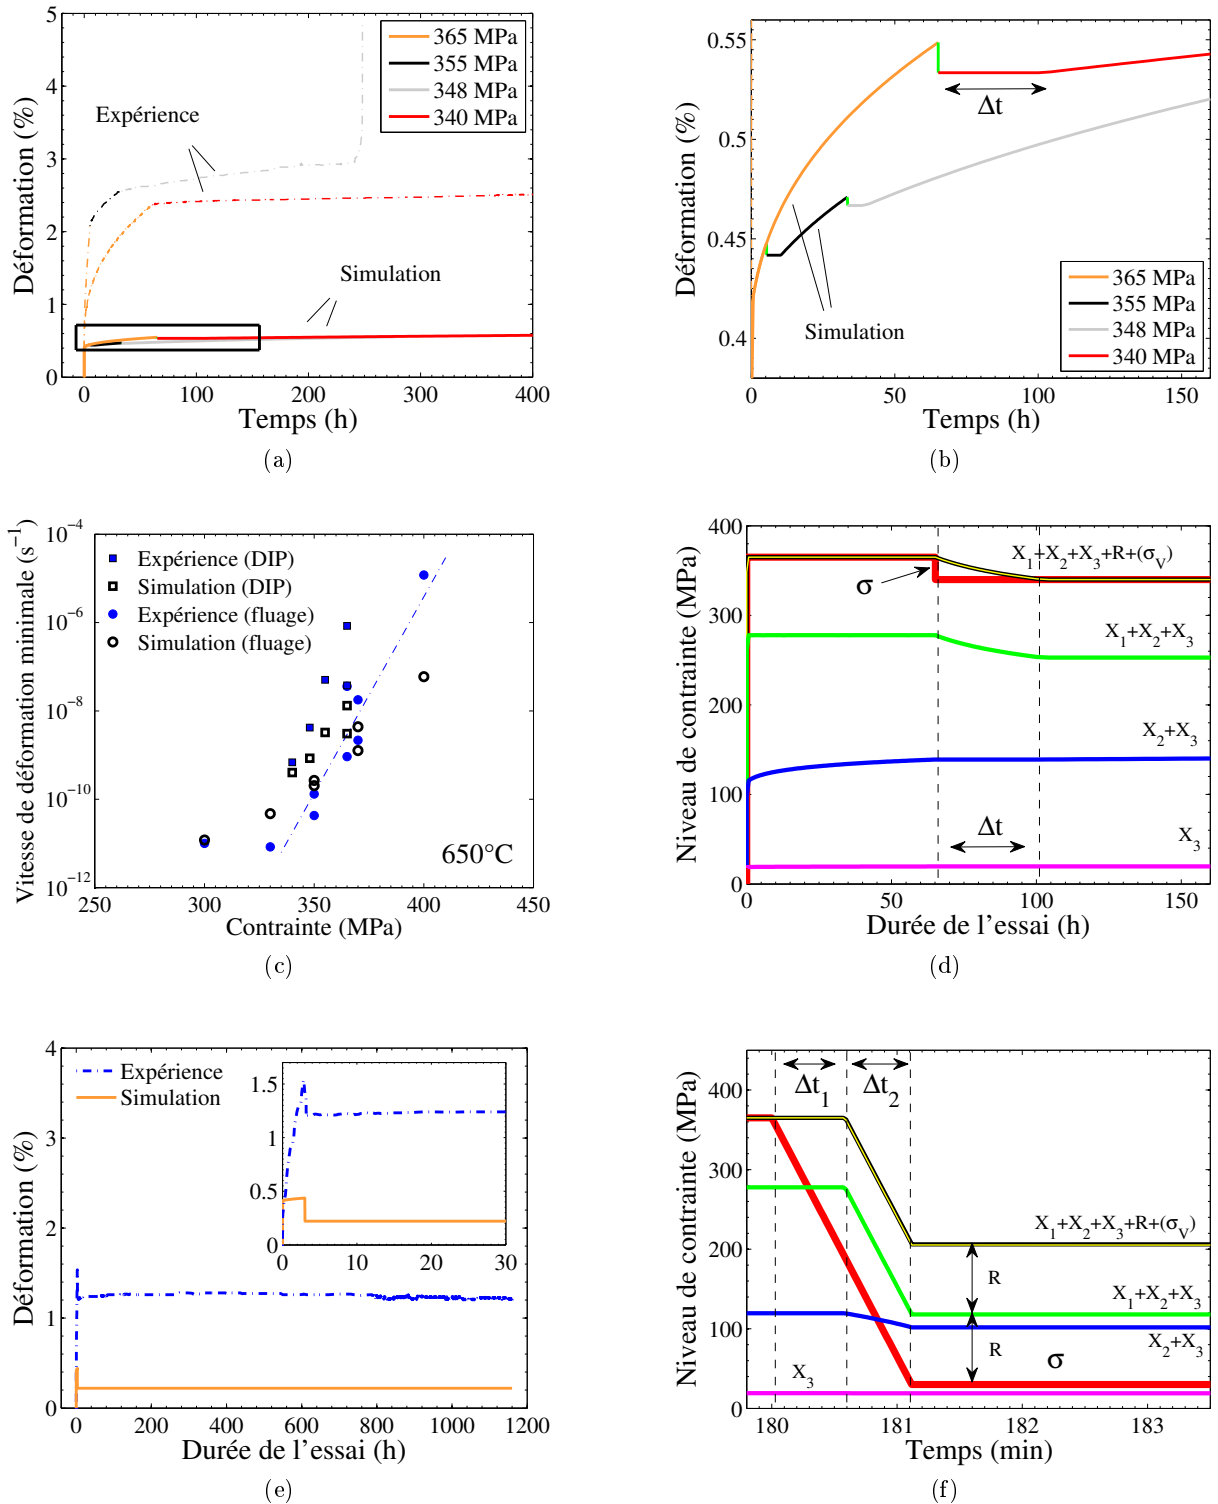 5
4
3
2
1
0
Déformation (%)
365 MPa
355 MPa
348 MPa
340 MPa
Expérience
Simulation
0
100
200
300
400
Temps (h)
(a)
0.55
0.5
0.45
0.4
Déformation (%)
Δt
Simulation
365 MPa
355 MPa
348 MPa
340 MPa
0
50
100
150
Temps (h)
(b)
10⁻⁴
10⁻⁶
10⁻⁸
10⁻¹⁰
10⁻¹²
Vitesse de déformation minimale (s⁻¹)
Expérience (DIP)
Simulation (DIP)
Expérience (fluage)
Simulation (fluage)
650°C
250
300
350
400
450
Contrainte (MPa)
(c)
400
300
200
100
0
Niveau de contrainte (MPa)
X₁+X₂+X₃+R+(σ_V)
σ
X₁+X₂+X₃
X₂+X₃
Δt
X₃
0
50
100
150
Durée de l'essai (h)
(d)
4
3
2
1
0
Déformation (%)
Expérience
Simulation
1.5
1
0.5
0
0
10
20
30
0
200
400
600
800
1000
1200
Durée de l'essai (h)
(e)
400
300
200
100
0
Niveau de contrainte (MPa)
Δt₁
Δt₂
X₁+X₂+X₃+R+(σ_V)
R
X₁+X₂+X₃
R
X₂+X₃
σ
X₃
180
181
182
183
Temps (min)
(f)